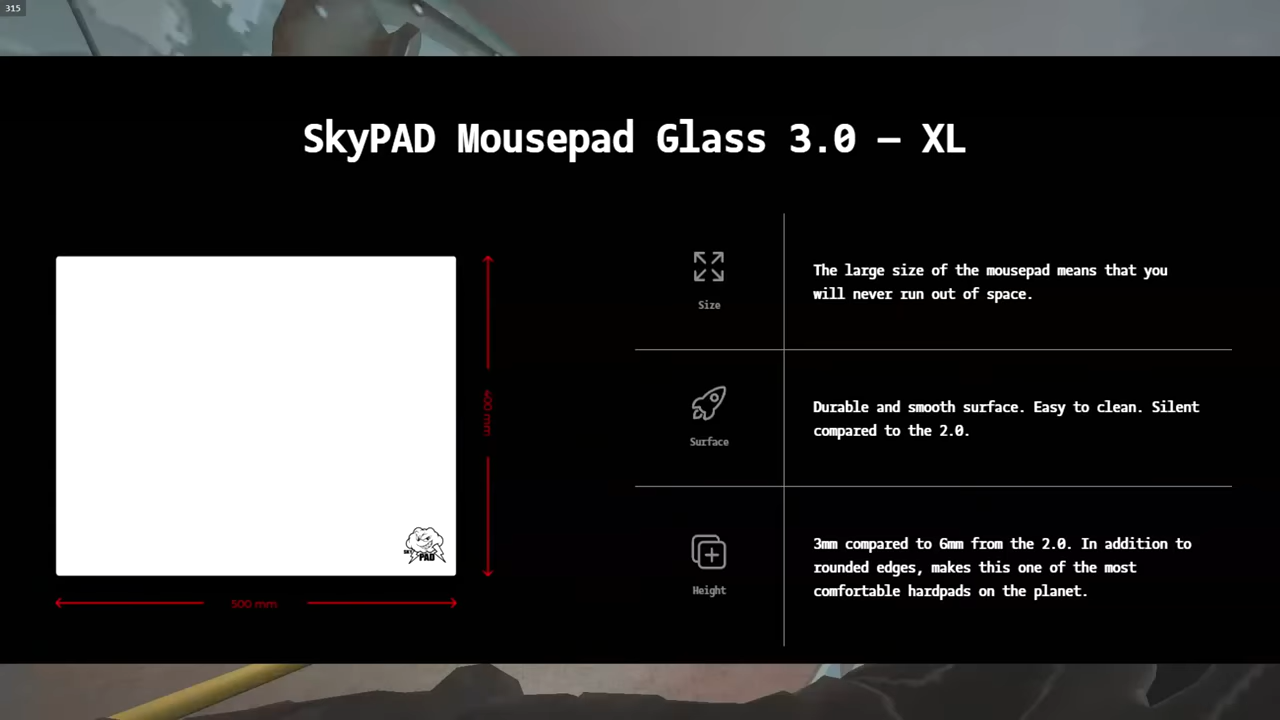 315
SkyPAD Mousepad Glass 3.0 – XL
400 mm
SKY
PAD
500 mm
Size
The large size of the mousepad means that you
will never run out of space.
Surface
Durable and smooth surface. Easy to clean. Silent
compared to the 2.0.
Height
3mm compared to 6mm from the 2.0. In addition to
rounded edges, makes this one of the most
comfortable hardpads on the planet.